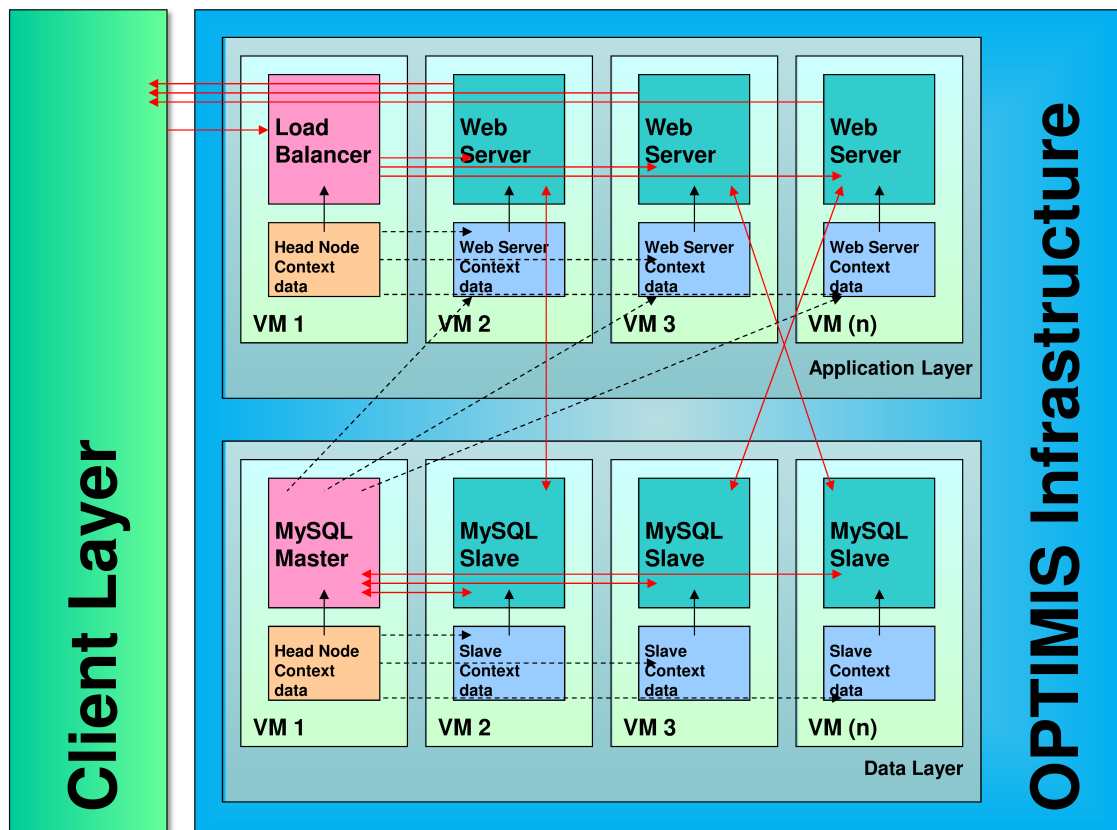 Client Layer
Load
Balancer
Web
Server
Web
Server
Web
Server
Head Node
Context
data
Web Server
Context
data
Web Server
Context
data
Web Server
Context
data
VM 1
VM 2
VM 3
VM (n)
Application Layer
MySQL
Master
MySQL
Slave
MySQL
Slave
MySQL
Slave
Head Node
Context
data
Slave
Context
data
Slave
Context
data
Slave
Context
data
VM 1
VM 2
VM 3
VM (n)
Data Layer
OPTIMIS Infrastructure